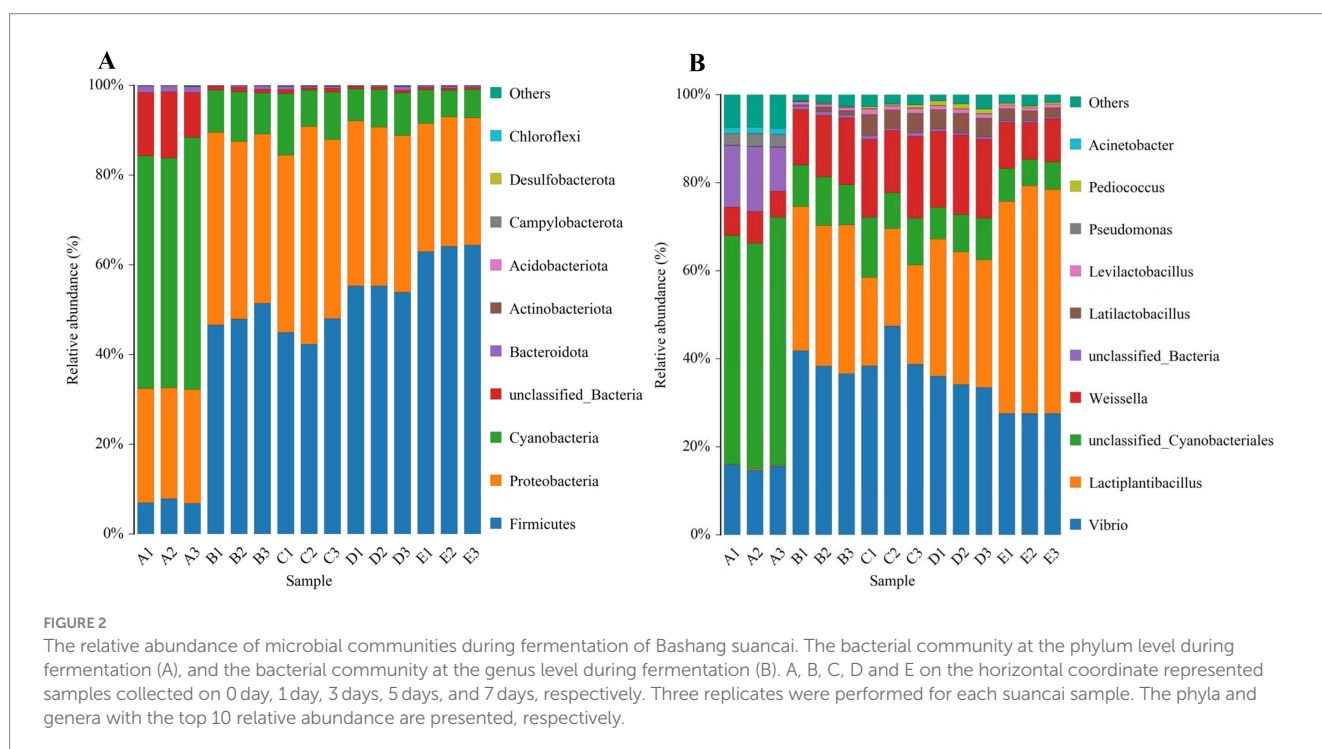 A
100%
80%
60%
40%
20%
0%
Relative abundance (%)
A1
A2
A3
B1
B2
B3
C1
C2
C3
D1
D2
D3
E1
E2
E3
Sample
Others
Chloroflexi
Desulfobacterota
Campylobacterota
Acidobacteriota
Actinobacteriota
Bacteroidota
unclassified_Bacteria
Cyanobacteria
Proteobacteria
Firmicutes
B
100%
80%
60%
40%
20%
0%
Relative abundance (%)
A1
A2
A3
B1
B2
B3
C1
C2
C3
D1
D2
D3
E1
E2
E3
Sample
Others
Acinetobacter
Pediococcus
Pseudomonas
Levilactobacillus
Latilactobacillus
unclassified_Bacteria
Weissella
unclassified_Cyanobacteriales
Lactiplantibacillus
Vibrio
FIGURE 2
The relative abundance of microbial communities during fermentation of Bashang suancai. The bacterial community at the phylum level during
fermentation (A), and the bacterial community at the genus level during fermentation (B). A, B, C, D and E on the horizontal coordinate represented
samples collected on 0 day, 1 day, 3 days, 5 days, and 7 days, respectively. Three replicates were performed for each suancai sample. The phyla and
genera with the top 10 relative abundance are presented, respectively.